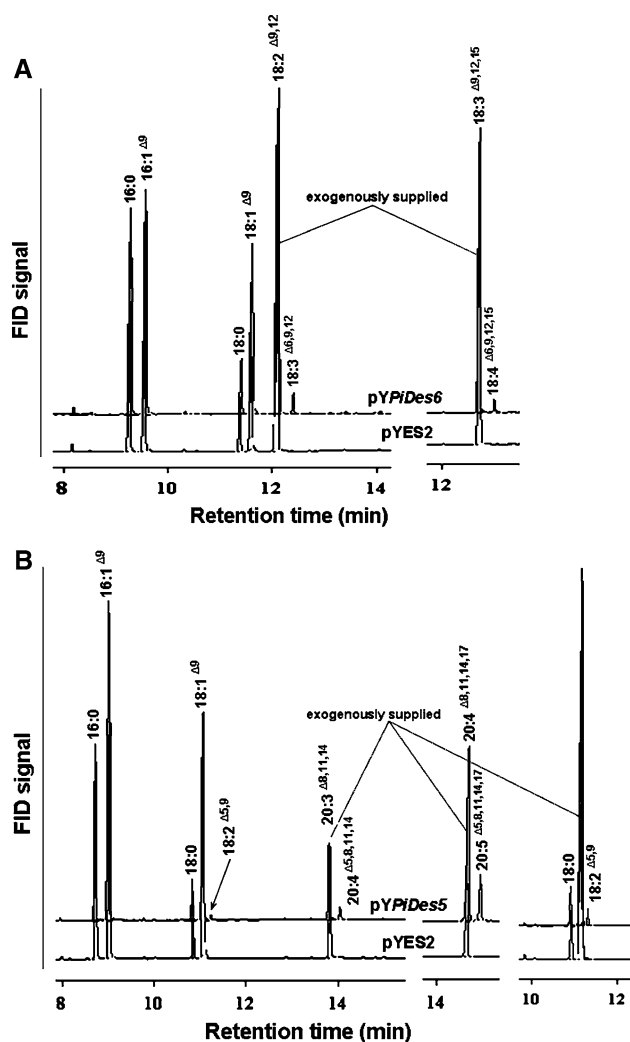 A
FID signal
16:0
16:1 Δ9
18:0
18:1 Δ9
18:2 Δ9,12
18:3 Δ6,9,12
exogenously supplied
18:3 Δ9,12,15
18:4 Δ6,9,12,15
pYPiDes6
pYES2
8 10 12 14 12
Retention time (min)
B
FID signal
16:0
16:1 Δ9
18:0
18:1 Δ9
18:2 Δ5,9
exogenously supplied
20:3 Δ8,11,14
20:4 Δ5,8,11,14
20:4 Δ8,11,14,17
20:5 Δ5,8,11,14,17
18:0
18:2 Δ5,9
pYPiDes5
pYES2
8 10 12 14 14 10 12
Retention time (min)